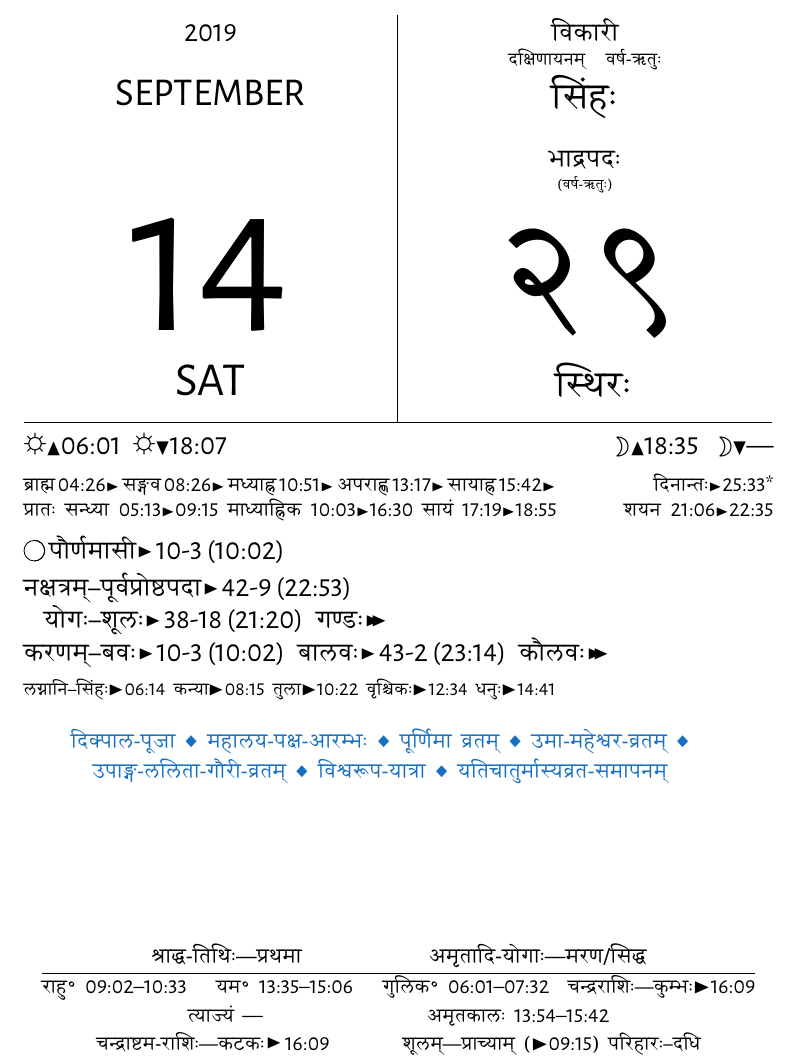 2019
SEPTEMBER
14
SAT
विकारी
दक्षिणायनम् वर्ष-ऋतुः
सिंहः
भाद्रपदः
(वर्ष-ऋतुः)
२९
स्थिरः
☼▲06:01 ☼▼18:07 ☽▲18:35 ☽▼—
ब्राह्म 04:26► सङ्गव 08:26► मध्याह्न 10:51► अपराह्ण 13:17► सायाह्न 15:42► दिनान्तः►25:33*
प्रातः सन्ध्या 05:13►09:15 माध्याह्निक 10:03►16:30 सायं 17:19►18:55 शयन 21:06►22:35
○ पौर्णमासी►10-3 (10:02)
नक्षत्रम्–पूर्वप्रोष्ठपदा►42-9 (22:53)
योगः–शूलः►38-18 (21:20) गण्डः►►
करणम्–बवः►10-3 (10:02) बालवः►43-2 (23:14) कौलवः►►
लग्नानि–सिंहः►06:14 कन्या►08:15 तुला►10:22 वृश्चिकः►12:34 धनुः►14:41
दिक्पाल-पूजा ◆ महालय-पक्ष-आरम्भः ◆ पूर्णिमा व्रतम् ◆ उमा-महेश्वर-व्रतम् ◆
उपाङ्ग-ललिता-गौरी-व्रतम् ◆ विश्वरूप-यात्रा ◆ यतिचातुर्मास्यव्रत-समापनम्
श्राद्ध-तिथिः—प्रथमा अमृतादि-योगाः—मरण/सिद्ध
राहु॰ 09:02–10:33 यम॰ 13:35–15:06 गुलिक॰ 06:01–07:32 चन्द्रराशिः—कुम्भः►16:09
त्याज्यं — अमृतकालः 13:54–15:42
चन्द्राष्टम-राशिः—कटकः►16:09 शूलम्—प्राच्याम् (►09:15) परिहारः–दधि